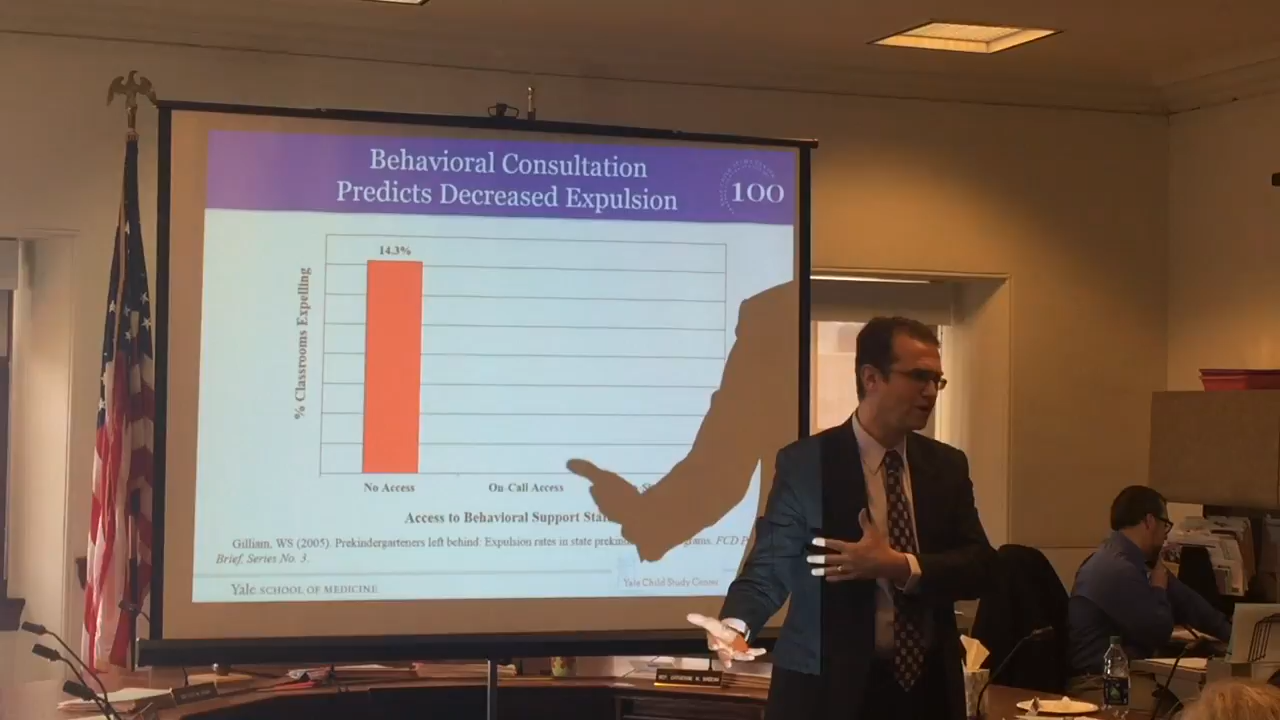 Behavioral Consultation
Predicts Decreased Expulsion
100
14.3%
% Classrooms Expelling
No Access
On-Call Access
Access to Behavioral Support
Gilliam, WS (2005). Prekindergarteners left behind: Expulsion rates in state FCD
Brief, Series No. 3.
Yale SCHOOL OF MEDICINE
Yale Child Study Center